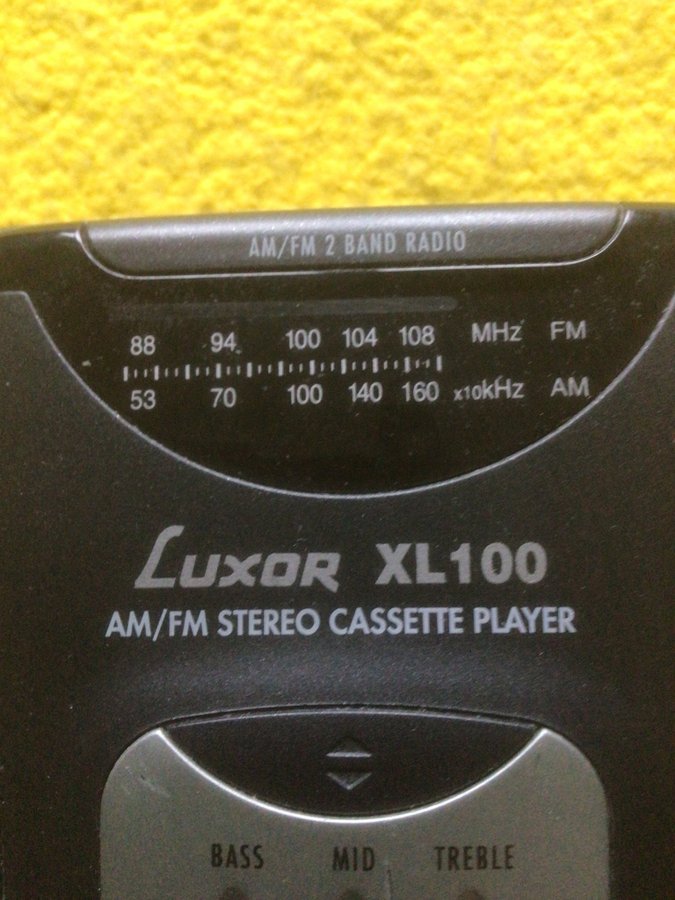 AM/FM 2 BAND RADIO
88 94 100 104 108 MHz FM
53 70 100 140 160 x10kHz AM
LUXOR XL100
AM/FM STEREO CASSETTE PLAYER
BASS MID TREBLE